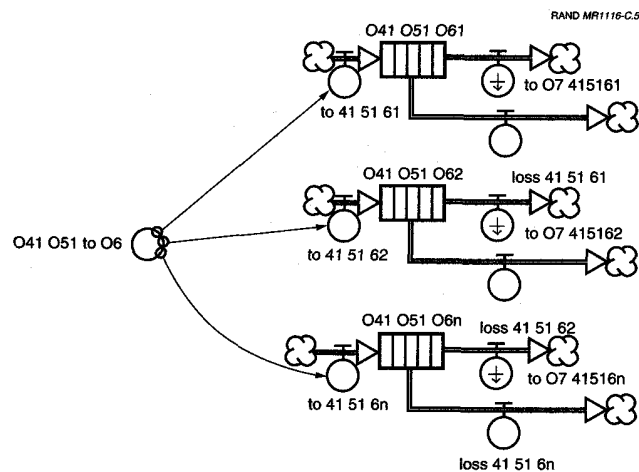 RAND MR1116-C.5
O41 O51 O61
to O7 415161
to 41 51 61
O41 O51 O62
loss 41 51 61
to O7 415162
O41 O51 to O6
to 41 51 62
O41 O51 O6n
loss 41 51 62
to O7 41516n
to 41 51 6n
loss 41 51 6n